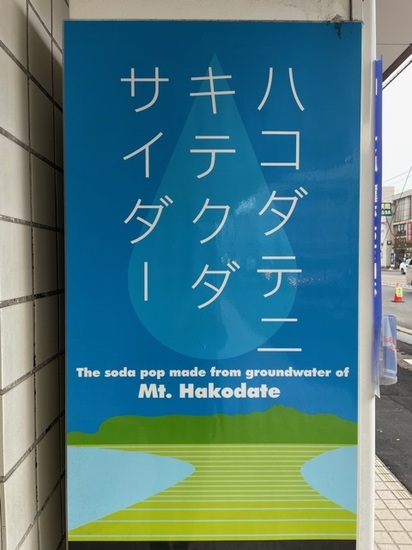 ハコダテニ
キテクダ
サイダー
The soda pop made from groundwater of
Mt. Hakodate